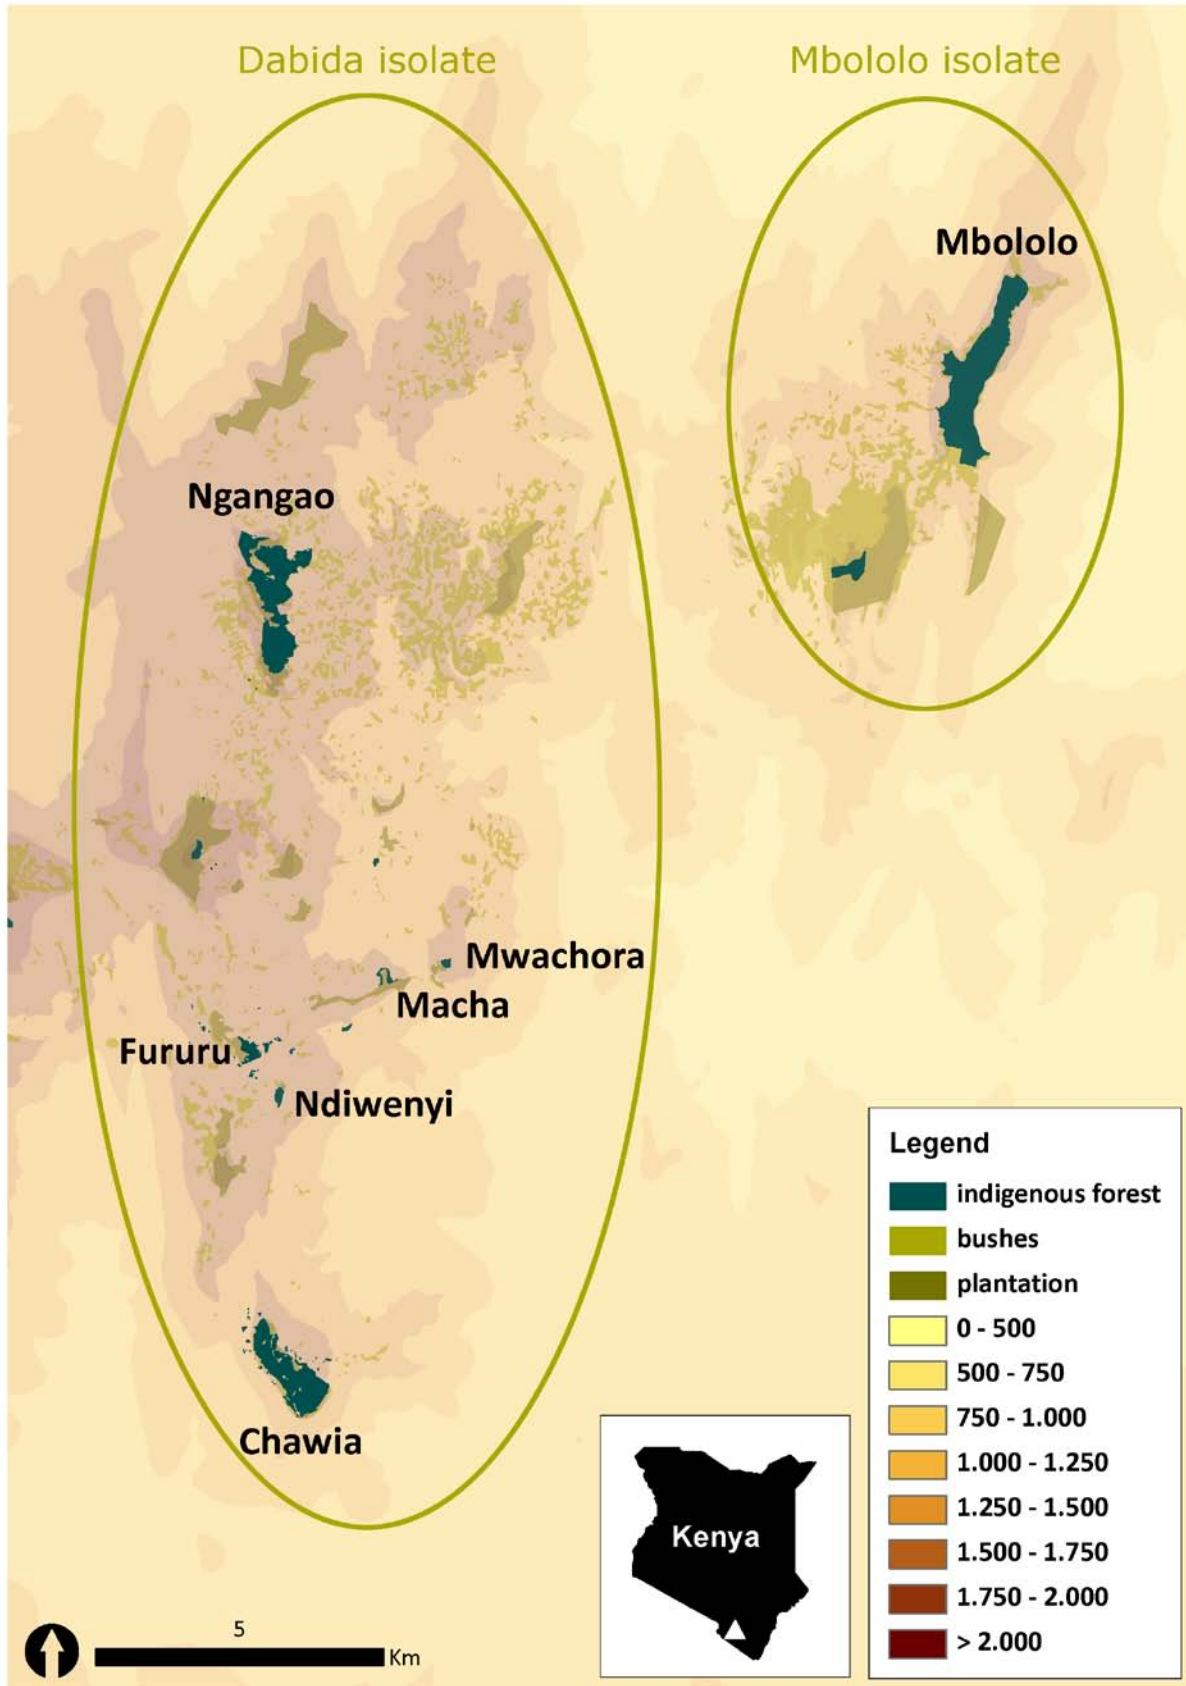 Dabida isolate
Mbololo isolate
Mbololo
Ngangao
Mwachora
Macha
Fururu
Ndiwenyi
Chawia
Legend
indigenous forest
bushes
plantation
0 - 500
500 - 750
750 - 1.000
1.000 - 1.250
1.250 - 1.500
1.500 - 1.750
1.750 - 2.000
> 2.000
Kenya
5
Km